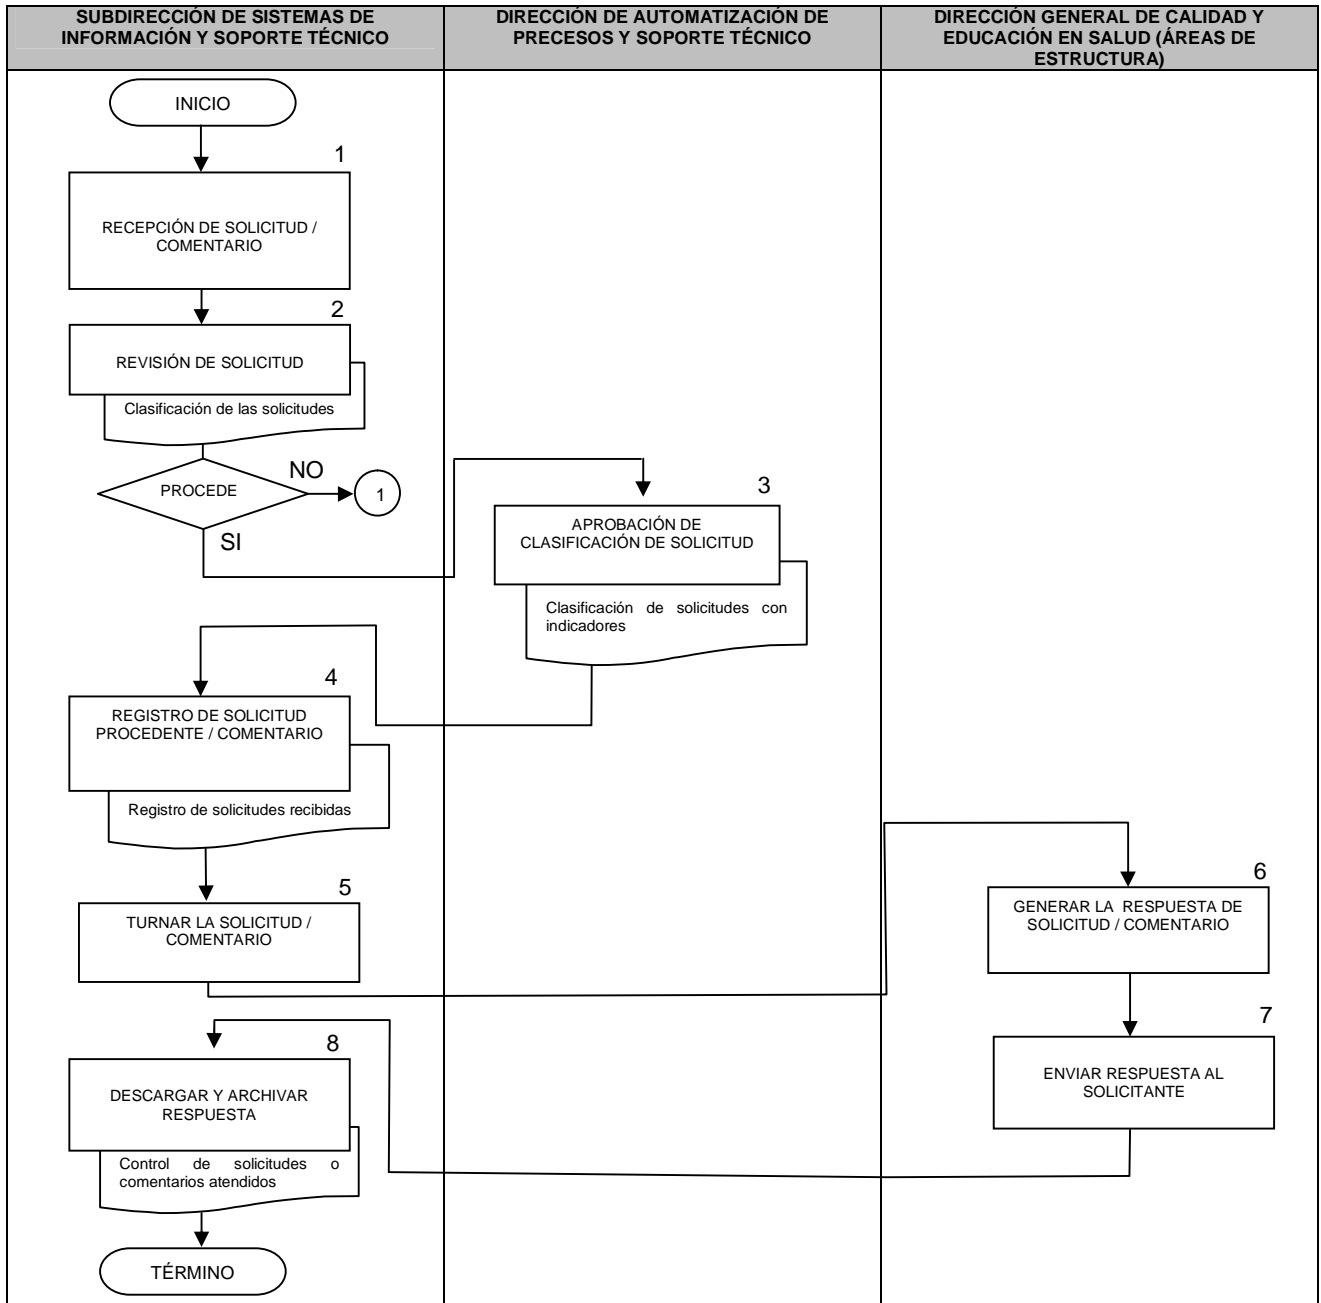 SUBDIRECCIÓN DE SISTEMAS DE
INFORMACIÓN Y SOPORTE TÉCNICO
DIRECCIÓN DE AUTOMATIZACIÓN DE
PRECESOS Y SOPORTE TÉCNICO
DIRECCIÓN GENERAL DE CALIDAD Y
EDUCACIÓN EN SALUD (ÁREAS DE
ESTRUCTURA)
INICIO
1
RECEPCIÓN DE SOLICITUD /
COMENTARIO
2
REVISIÓN DE SOLICITUD
Clasificación de las solicitudes
PROCEDE
NO
1
SI
3
APROBACIÓN DE
CLASIFICACIÓN DE SOLICITUD
Clasificación de solicitudes con
indicadores
4
REGISTRO DE SOLICITUD
PROCEDENTE / COMENTARIO
Registro de solicitudes recibidas
5
TURNAR LA SOLICITUD /
COMENTARIO
6
GENERAR LA RESPUESTA DE
SOLICITUD / COMENTARIO
7
ENVIAR RESPUESTA AL
SOLICITANTE
8
DESCARGAR Y ARCHIVAR
RESPUESTA
Control de solicitudes o
comentarios atendidos
TÉRMINO